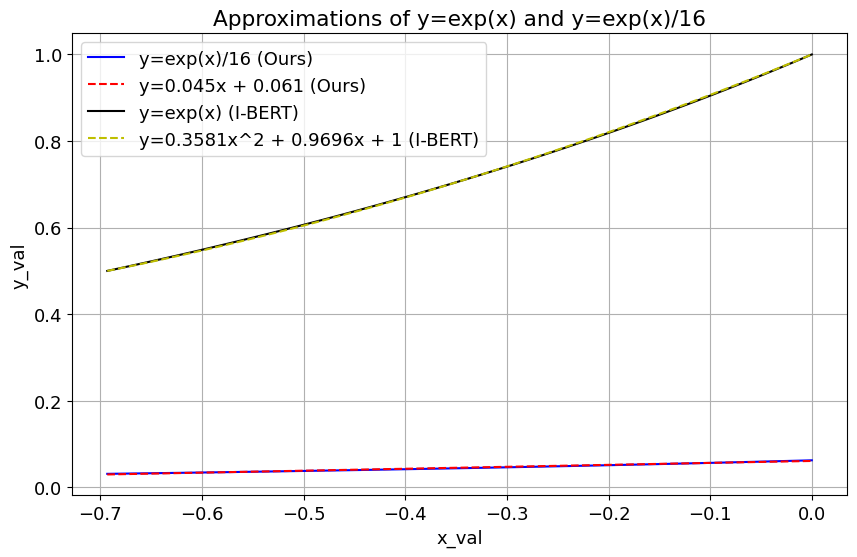 Approximations of y=exp(x) and y=exp(x)/16
y=exp(x)/16 (Ours)
y=0.045x + 0.061 (Ours)
y=exp(x) (I-BERT)
y=0.3581x^2 + 0.9696x + 1 (I-BERT)
y_val
1.0
0.8
0.6
0.4
0.2
0.0
−0.7 −0.6 −0.5 −0.4 −0.3 −0.2 −0.1 0.0
x_val